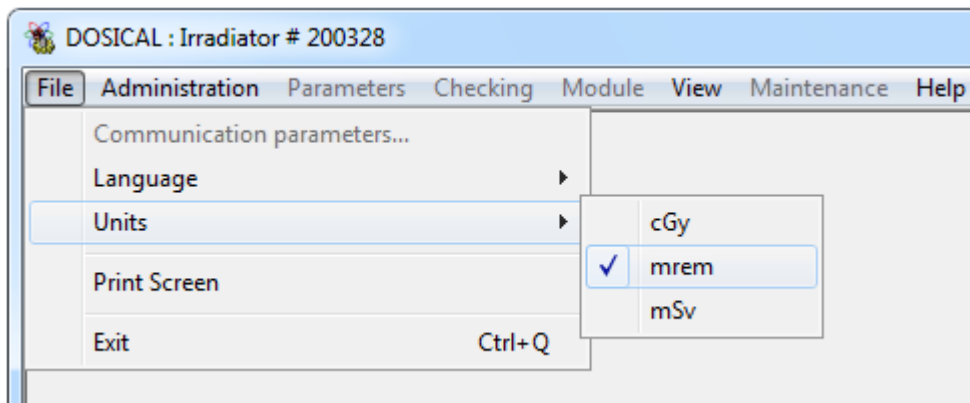 DOSICAL : Irradiator # 200328
File Administration Parameters Checking Module View Maintenance Help
Communication parameters...
Language
Units
cGy
mrem
mSv
Print Screen
Exit Ctrl+Q